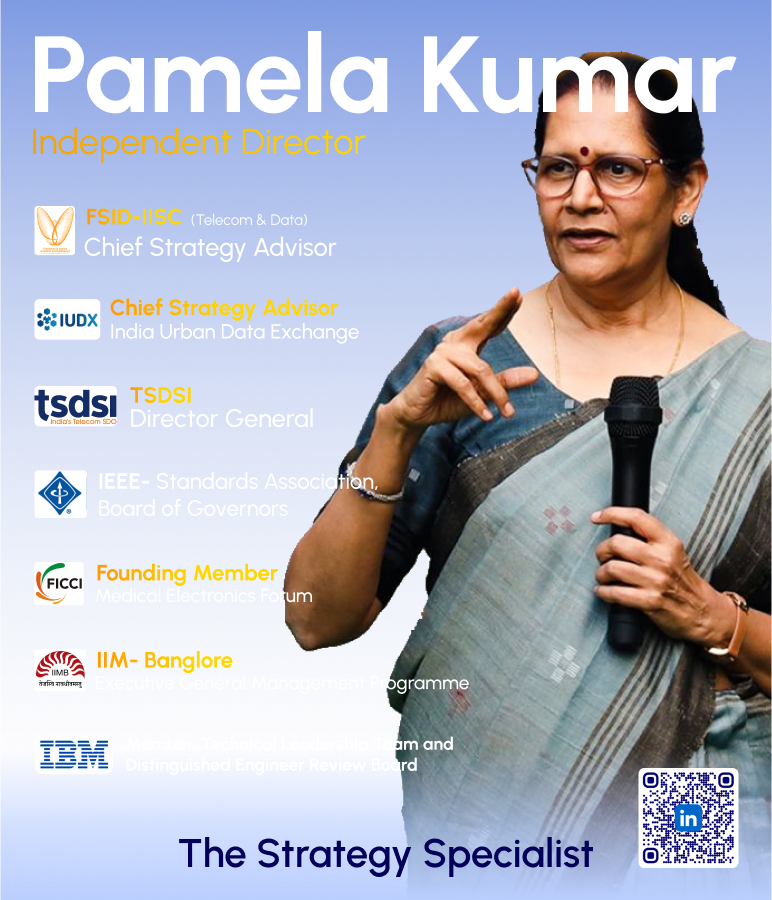 Pamela Kumar
Independent Director
FSID-IISC (Telecom & Data)
Chief Strategy Advisor
IUDX
Chief Strategy Advisor
India Urban Data Exchange
tsdsi
India's Telecom SDO
TSDSI
Director General
IEEE- Standards Association,
Board of Governors
FICCI
Founding Member
Medical Electronics Forum
IIMB
तेजस्वि नावधीतमस्तु
IIM- Banglore
Executive General Management Programme
IBM
Member, Technical Leadership Team and
Distinguished Engineer Review Board
The Strategy Specialist
in